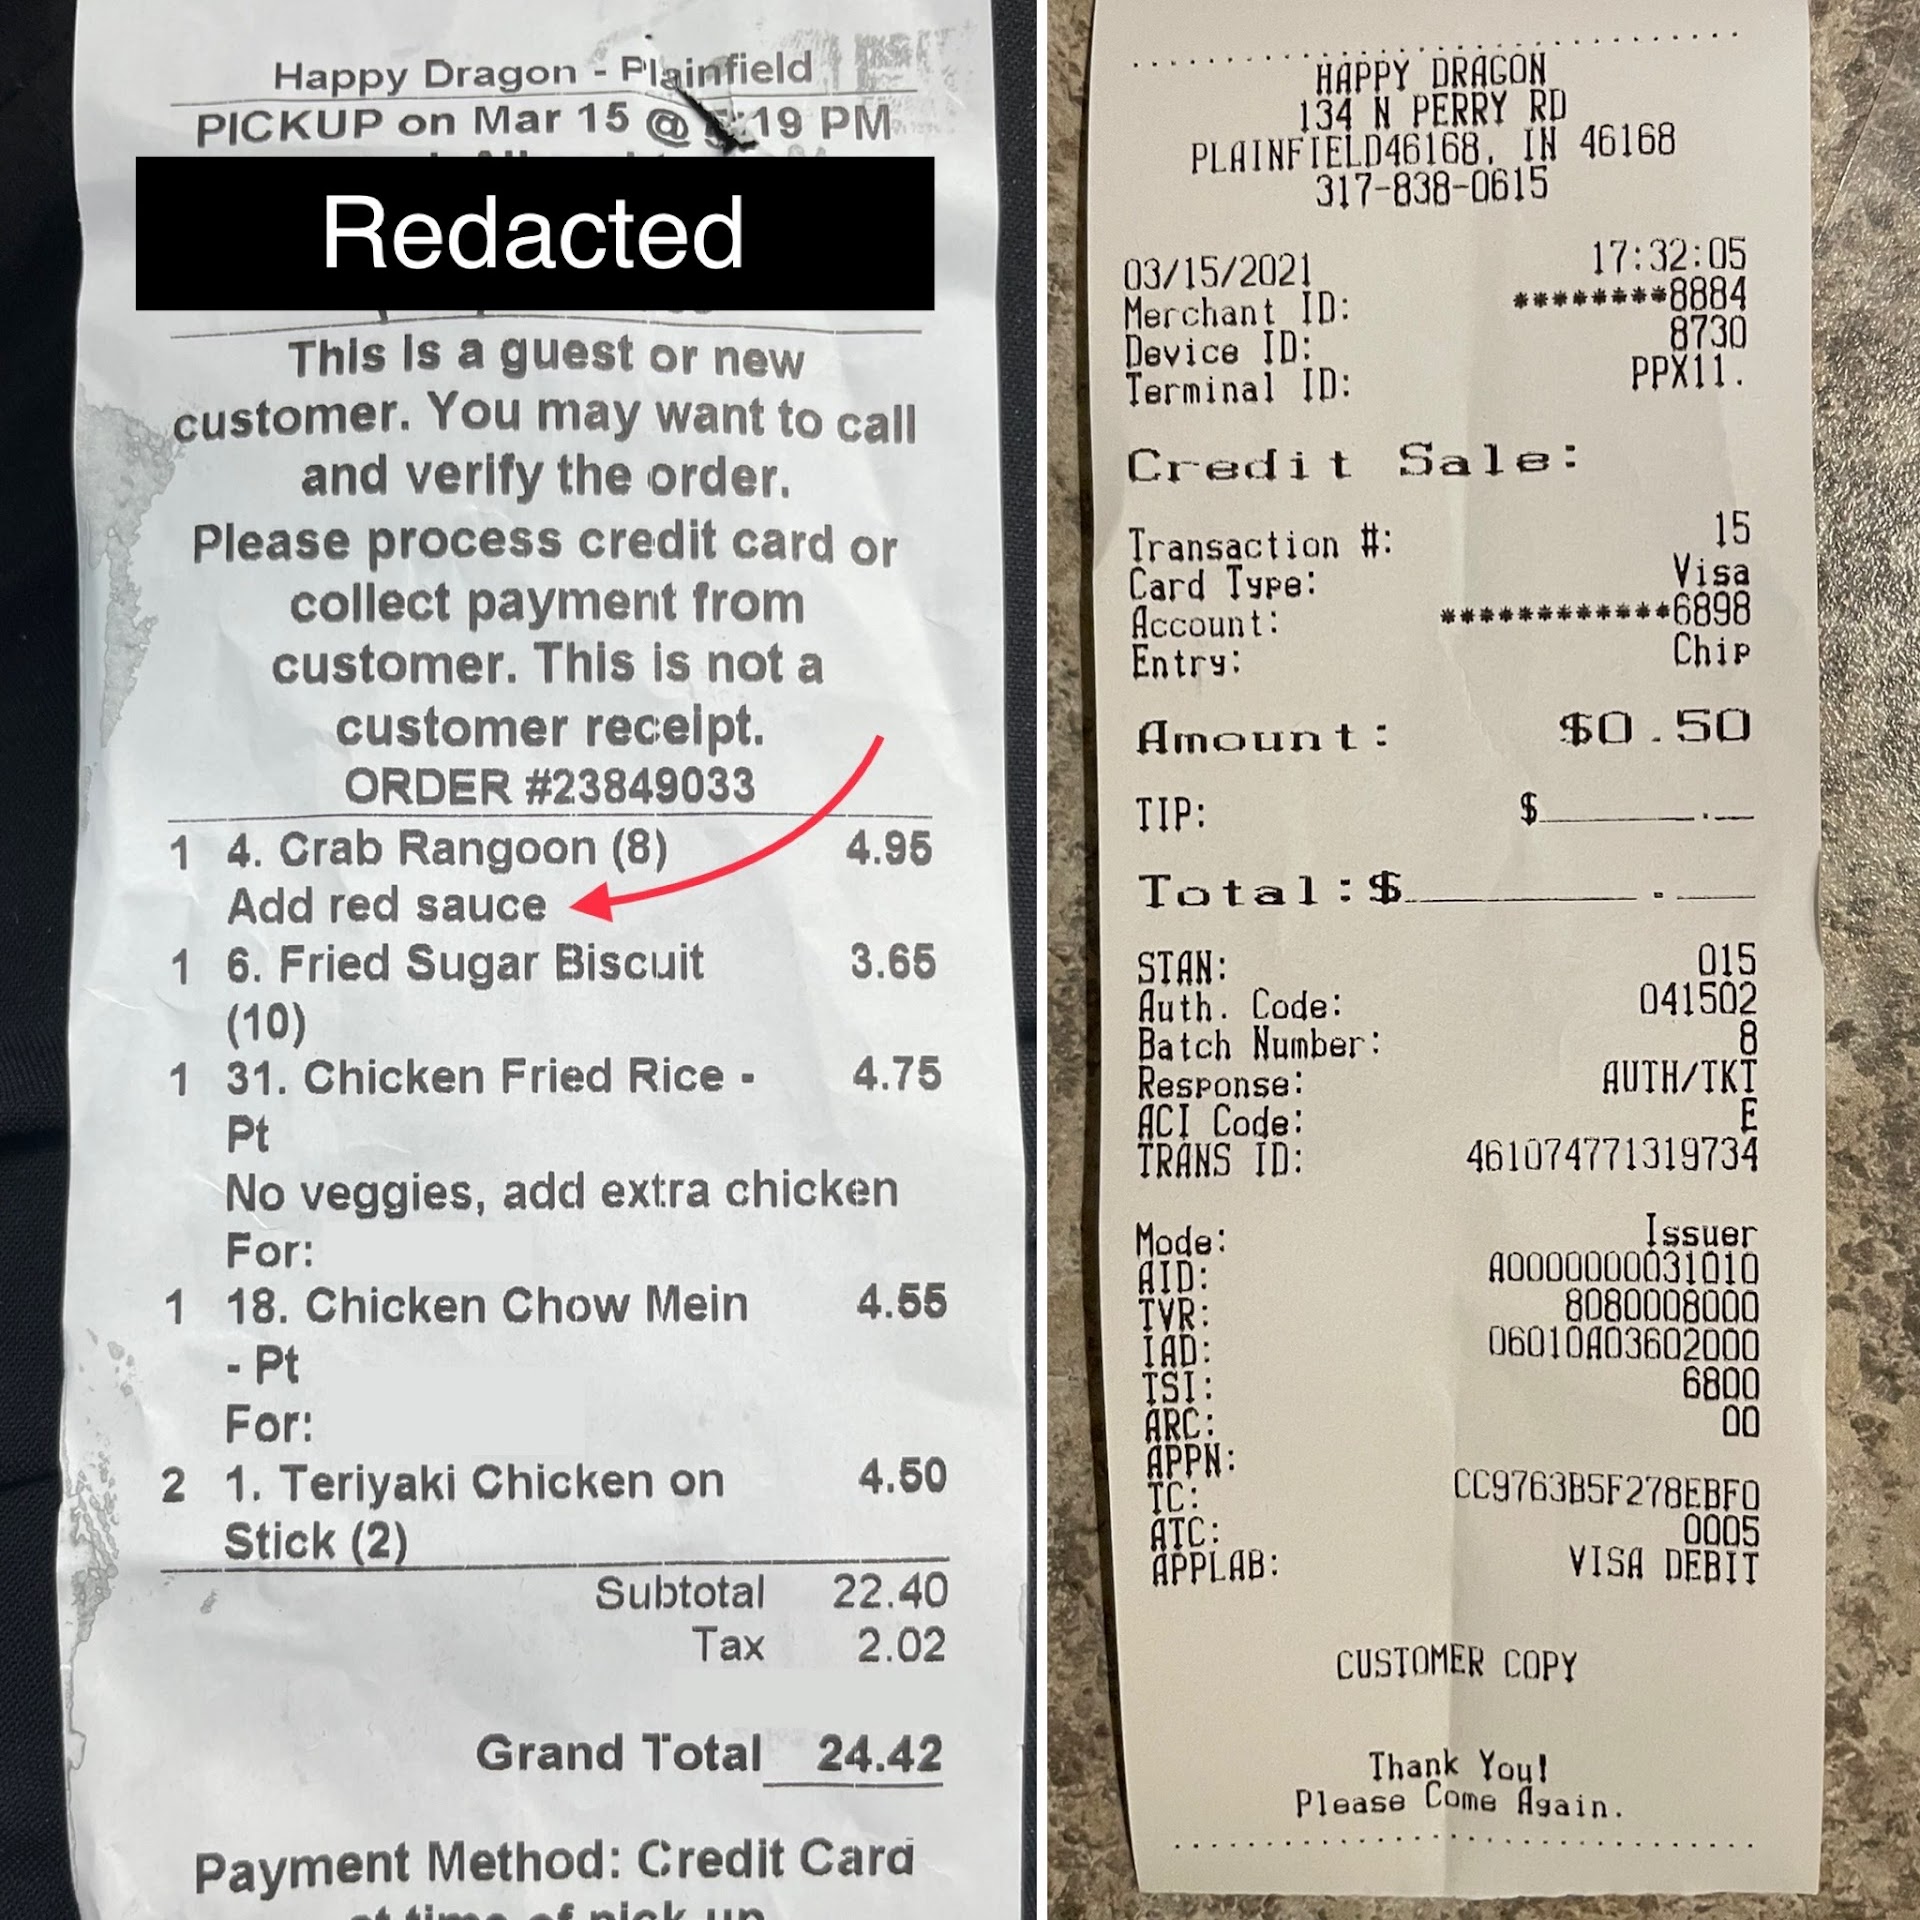 Happy Dragon - Plainfield
PICKUP on Mar 15 @ 5:19 PM
Redacted
This is a guest or new
customer. You may want to call
and verify the order.
Please process credit card or
collect payment from
customer. This is not a
customer receipt.
ORDER #23849033
1 4. Crab Rangoon (8) 4.95
Add red sauce
1 6. Fried Sugar Biscuit 3.65
(10)
1 31. Chicken Fried Rice - 4.75
Pt
No veggies, add extra chicken
For:
1 18. Chicken Chow Mein 4.55
- Pt
For:
2 1. Teriyaki Chicken on 4.50
Stick (2)
Subtotal 22.40
Tax 2.02
Grand Total 24.42
Payment Method: Credit Card
at time of pick up
HAPPY DRAGON
134 N PERRY RD
PLAINFIELD46168, IN 46168
317-838-0615
03/15/2021 17:32:05
Merchant ID: ********8884
Device ID: 8730
Terminal ID: PPX11.
Credit Sale:
Transaction #: 15
Card Type: Visa
Account: ************6898
Entry: Chip
Amount: $0.50
TIP: $______.__
Total:$________.___
STAN: 015
Auth. Code: 041502
Batch Number: 8
Response: AUTH/TKT
ACI Code: E
TRANS ID: 461074771319734
Mode: Issuer
AID: A0000000031010
TVR: 8080008000
IAD: 06010A03602000
TSI: 6800
ARC: 00
APPN:
TC: CC9763B5F278EBF0
ATC: 0005
APPLAB: VISA DEBIT
CUSTOMER COPY
Thank You!
Please Come Again.